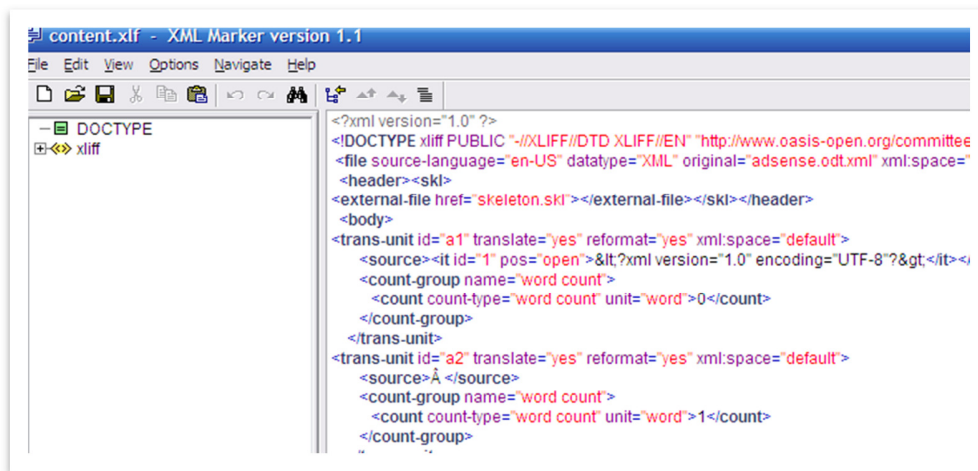 content.xlf - XML Marker version 1.1
File Edit View Options Navigate Help
DOCTYPE
xliff
<?xml version="1.0" ?>
<!DOCTYPE xliff PUBLIC "-//XLIFF//DTD XLIFF//EN" "http://www.oasis-open.org/committee
<file source-language="en-US" datatype="XML" original="adsense.odt.xml" xml:space="
<header><skl>
<external-file href="skeleton.skl"></external-file></skl></header>
<body>
<trans-unit id="a1" translate="yes" reformat="yes" xml:space="default">
<source><it id="1" pos="open">&lt;?xml version="1.0" encoding="UTF-8"?&gt;</it></
<count-group name="word count">
<count count-type="word count" unit="word">0</count>
</count-group>
</trans-unit>
<trans-unit id="a2" translate="yes" reformat="yes" xml:space="default">
<source>Â </source>
<count-group name="word count">
<count count-type="word count" unit="word">1</count>
</count-group>